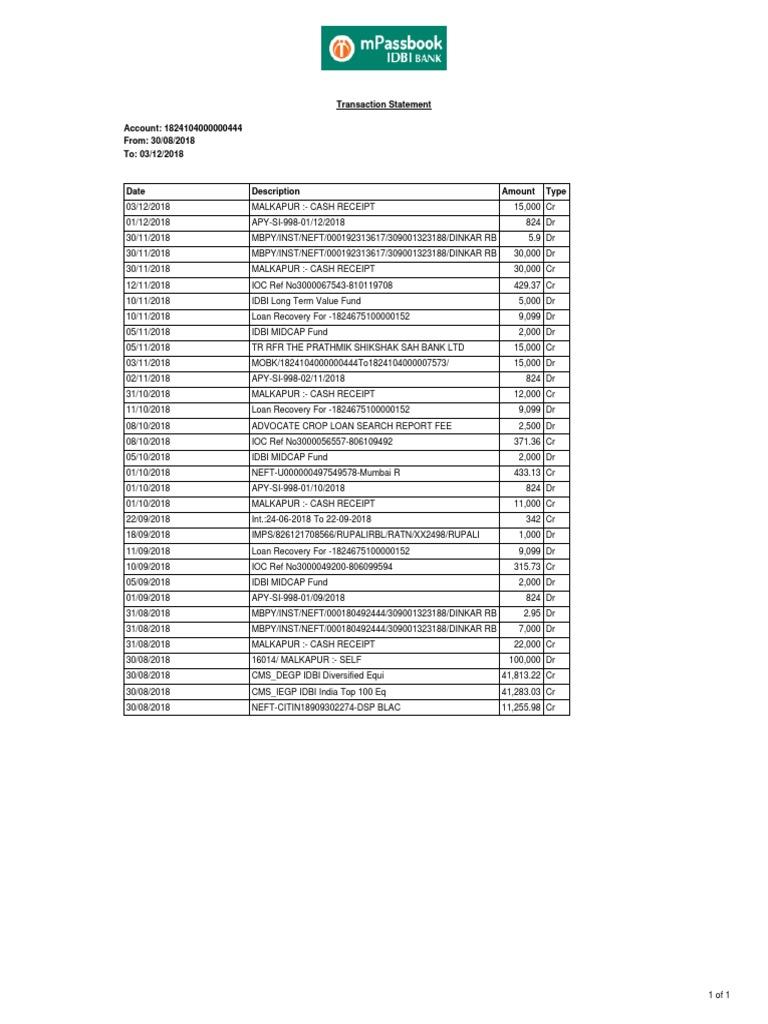 mPassbook
IDBI BANK
Transaction Statement
Account: 1824104000000444
From: 30/08/2018
To: 03/12/2018
Date Description Amount Type
03/12/2018 MALKAPUR :- CASH RECEIPT 15,000 Cr
01/12/2018 APY-SI-998-01/12/2018 824 Dr
30/11/2018 MBPY/INST/NEFT/000192313617/309001323188/DINKAR RB 5.9 Dr
30/11/2018 MBPY/INST/NEFT/000192313617/309001323188/DINKAR RB 30,000 Dr
30/11/2018 MALKAPUR :- CASH RECEIPT 30,000 Cr
12/11/2018 IOC Ref No3000067543-810119708 429.37 Cr
10/11/2018 IDBI Long Term Value Fund 5,000 Dr
10/11/2018 Loan Recovery For -1824675100000152 9,099 Dr
05/11/2018 IDBI MIDCAP Fund 2,000 Dr
05/11/2018 TR RFR THE PRATHMIK SHIKSHAK SAH BANK LTD 15,000 Cr
03/11/2018 MOBK/1824104000000444To1824104000007573/ 15,000 Dr
02/11/2018 APY-SI-998-02/11/2018 824 Dr
31/10/2018 MALKAPUR :- CASH RECEIPT 12,000 Cr
11/10/2018 Loan Recovery For -1824675100000152 9,099 Dr
08/10/2018 ADVOCATE CROP LOAN SEARCH REPORT FEE 2,500 Dr
08/10/2018 IOC Ref No3000056557-806109492 371.36 Cr
05/10/2018 IDBI MIDCAP Fund 2,000 Dr
01/10/2018 NEFT-U000000497549578-Mumbai R 433.13 Cr
01/10/2018 APY-SI-998-01/10/2018 824 Dr
01/10/2018 MALKAPUR :- CASH RECEIPT 11,000 Cr
22/09/2018 Int.:24-06-2018 To 22-09-2018 342 Cr
18/09/2018 IMPS/826121708566/RUPALIRBL/RATN/XX2498/RUPALI 1,000 Dr
11/09/2018 Loan Recovery For -1824675100000152 9,099 Dr
10/09/2018 IOC Ref No3000049200-806099594 315.73 Cr
05/09/2018 IDBI MIDCAP Fund 2,000 Dr
01/09/2018 APY-SI-998-01/09/2018 824 Dr
31/08/2018 MBPY/INST/NEFT/000180492444/309001323188/DINKAR RB 2.95 Dr
31/08/2018 MBPY/INST/NEFT/000180492444/309001323188/DINKAR RB 7,000 Dr
31/08/2018 MALKAPUR :- CASH RECEIPT 22,000 Cr
30/08/2018 16014/ MALKAPUR :- SELF 100,000 Dr
30/08/2018 CMS_DEGP IDBI Diversified Equi 41,813.22 Cr
30/08/2018 CMS_IEGP IDBI India Top 100 Eq 41,283.03 Cr
30/08/2018 NEFT-CITIN18909302274-DSP BLAC 11,255.98 Cr
1 of 1